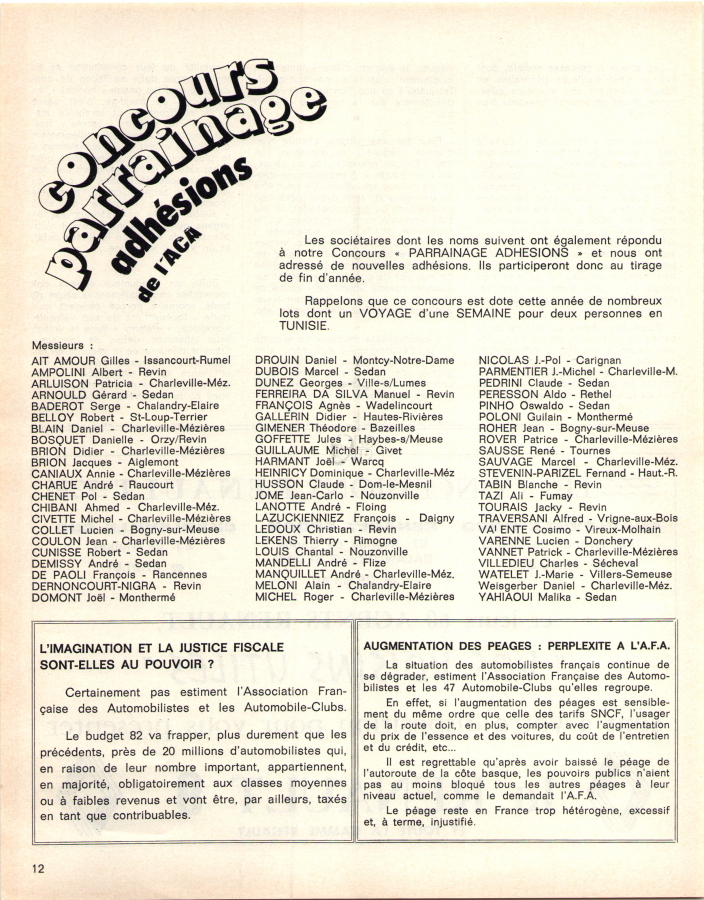 concours
parrainage
adhésions
de l'ACA
Les sociétaires dont les noms suivent ont également répondu
à notre Concours « PARRAINAGE ADHESIONS » et nous ont
adressé de nouvelles adhésions. Ils participeront donc au tirage
de fin d'année.
Rappelons que ce concours est dote cette année de nombreux
lots dont un VOYAGE d'une SEMAINE pour deux personnes en
TUNISIE.
Messieurs :
AIT AMOUR Gilles - Issancourt-Rumel
AMPOLINI Albert - Revin
ARLUISON Patricia - Charleville-Méz.
ARNOULD Gérard - Sedan
BADEROT Serge - Chalandry-Elaire
BELLOY Robert - St-Loup-Terrier
BLAIN Daniel - Charleville-Mézières
BOSQUET Danielle - Orzy/Revin
BRION Didier - Charleville-Mézières
BRION Jacques - Aiglemont
CANIAUX Annie - Charleville-Mézières
CHARUE André - Raucourt
CHENET Pol - Sedan
CHIBANI Ahmed - Charleville-Méz.
CIVETTE Michel - Charleville-Mézières
COLLET Lucien - Bogny-sur-Meuse
COULON Jean - Charleville-Mézières
CUNISSE Robert - Sedan
DEMISSY André - Sedan
DE PAOLI François - Rancennes
DERNONCOURT-NIGRA - Revin
DOMONT Joël - Monthermé
DROUIN Daniel - Montcy-Notre-Dame
DUBOIS Marcel - Sedan
DUNEZ Georges - Ville-s/Lumes
FERREIRA DA SILVA Manuel - Revin
FRANÇOIS Agnès - Wadelincourt
GALLERIN Didier - Hautes-Rivières
GIMENER Théodore - Bazeilles
GOFFETTE Jules - Haybes-s/Meuse
GUILLAUME Michel - Givet
HARMANT Joël - Warcq
HEINRICY Dominique - Charleville-Méz
HUSSON Claude - Dom-le-Mesnil
JOME Jean-Carlo - Nouzonville
LANOTTE André - Floing
LAZUCKIENNIEZ François - Daigny
LEDOUX Christian - Revin
LEKENS Thierry - Rimogne
LOUIS Chantal - Nouzonville
MANDELLI André - Flize
MANQUILLET André - Charleville-Méz.
MELONI Alain - Chalandry-Elaire
MICHEL Roger - Charleville-Mézières
NICOLAS J.-Pol - Carignan
PARMENTIER J.-Michel - Charleville-M.
PEDRINI Claude - Sedan
PERESSON Aldo - Rethel
PINHO Oswaldo - Sedan
POLONI Guilain - Monthermé
ROHER Jean - Bogny-sur-Meuse
ROVER Patrice - Charleville-Mézières
SAUSSE René - Tournes
SAUVAGE Marcel - Charleville-Méz.
STEVENIN-PARIZEL Fernand - Haut.-R.
TABIN Blanche - Revin
TAZI Ali - Fumay
TOURAIS Jacky - Revin
TRAVERSANI Alfred - Vrigne-aux-Bois
VALENTE Cosimo - Vireux-Molhain
VARENNE Lucien - Donchery
VANNET Patrick - Charleville-Mézières
VILLEDIEU Charles - Sécheval
WATELET J.-Marie - Villers-Semeuse
Weisgerber Daniel - Charleville-Méz.
YAHIAOUI Malika - Sedan
L'IMAGINATION ET LA JUSTICE FISCALE
SONT-ELLES AU POUVOIR ?
Certainement pas estiment l'Association Fran-
çaise des Automobilistes et les Automobile-Clubs.
Le budget 82 va frapper, plus durement que les
précédents, près de 20 millions d'automobilistes qui,
en raison de leur nombre important, appartiennent,
en majorité, obligatoirement aux classes moyennes
ou à faibles revenus et vont être, par ailleurs, taxés
en tant que contribuables.
AUGMENTATION DES PEAGES : PERPLEXITE A L'A.F.A.
La situation des automobilistes français continue de
se dégrader, estiment l'Association Française des Automo-
bilistes et les 47 Automobile-Clubs qu'elles regroupe.
En effet, si l'augmentation des péages est sensible-
ment du même ordre que celle des tarifs SNCF, l'usager
de la route doit, en plus, compter avec l'augmentation
du prix de l'essence et des voitures, du coût de l'entretien
et du crédit, etc...
Il est regrettable qu'après avoir baissé le péage de
l'autoroute de la côte basque, les pouvoirs publics n'aient
pas au moins bloqué tous les autres péages à leur
niveau actuel, comme le demandait l'A.F.A.
Le péage reste en France trop hétérogène, excessif
et, à terme, injustifié.
12